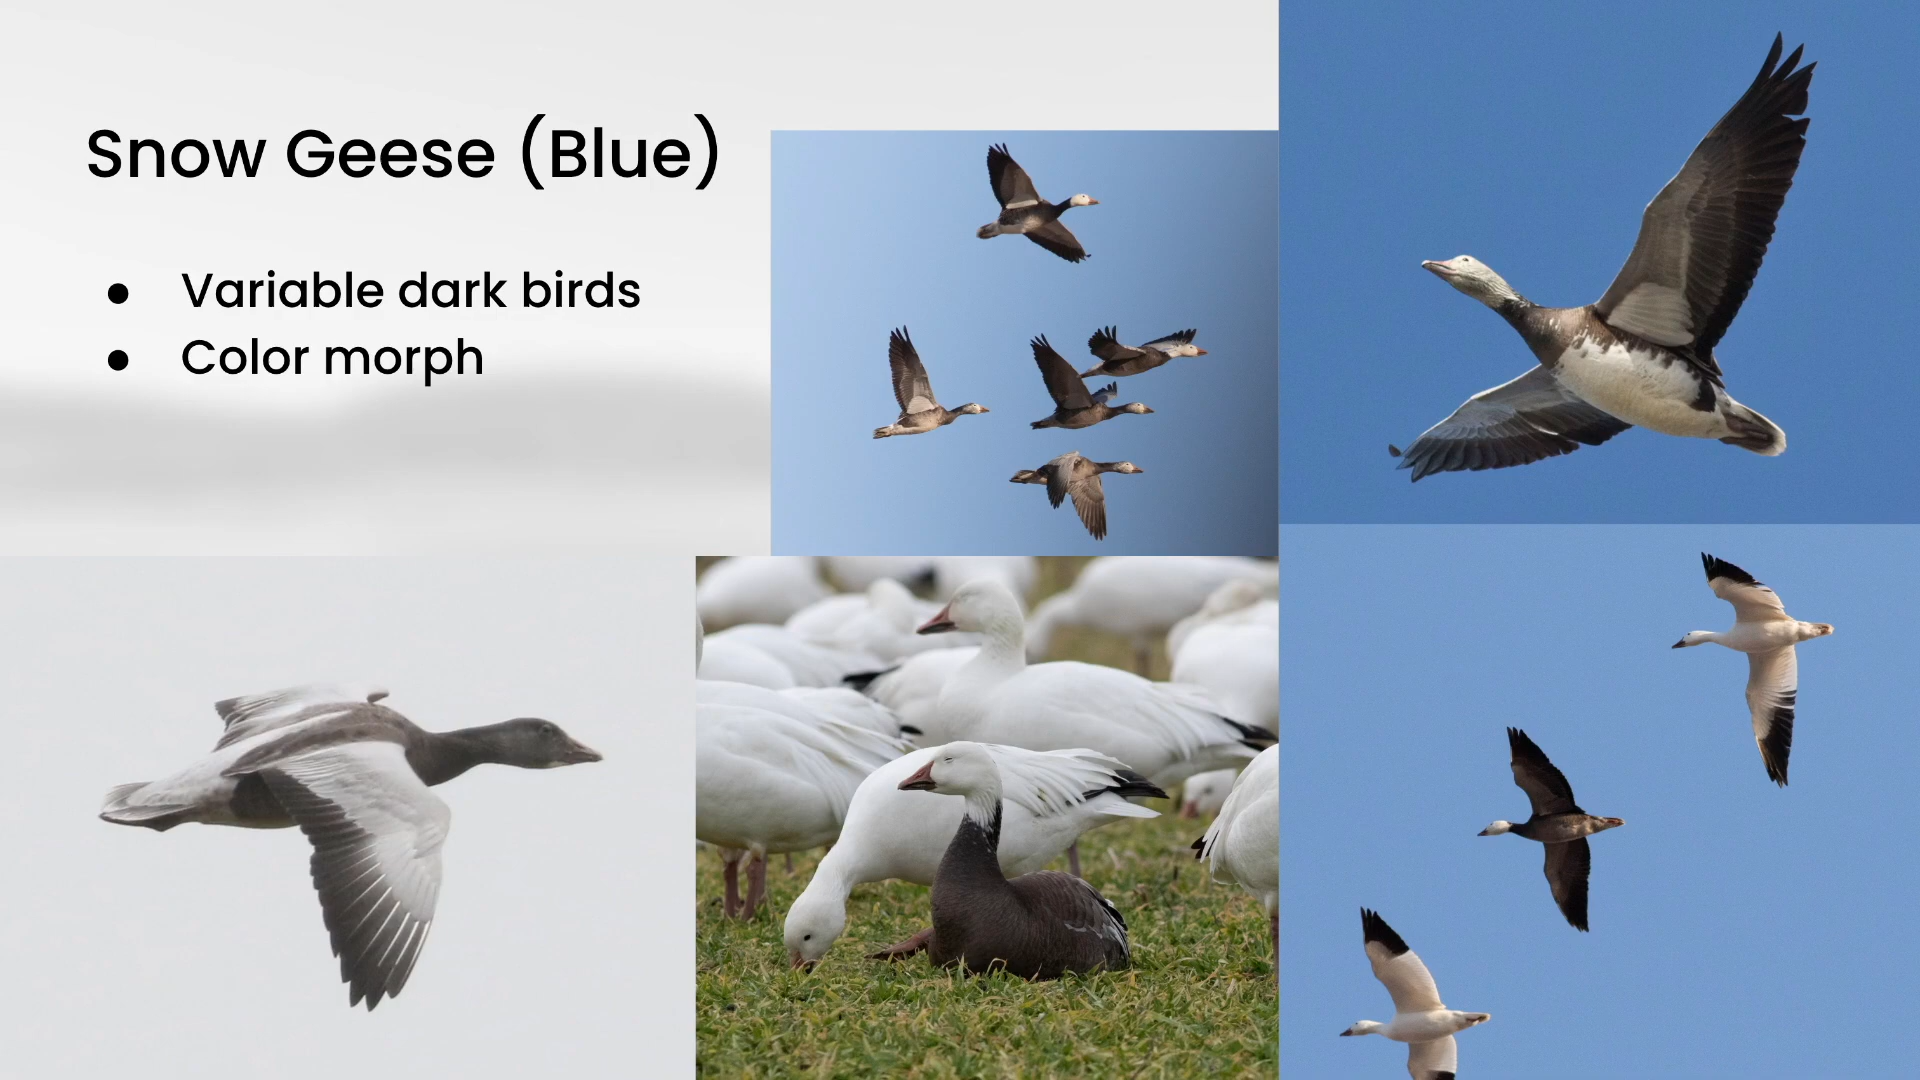 Snow Geese (Blue)
● Variable dark birds
● Color morph